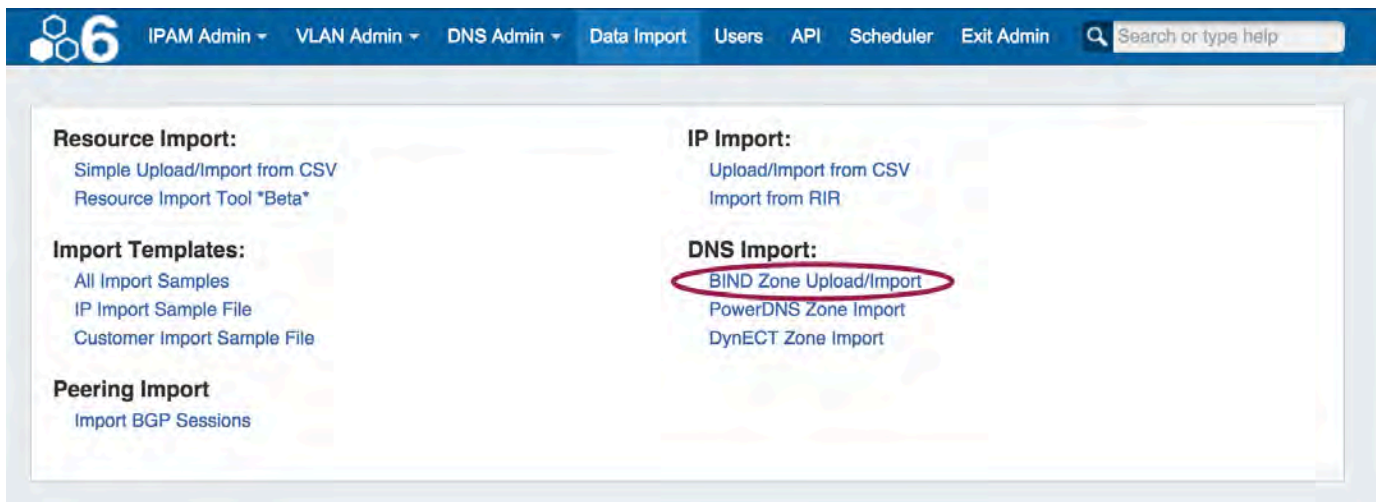 6 IPAM Admin VLAN Admin DNS Admin Data Import Users API Scheduler Exit Admin Search or type help
Resource Import:
Simple Upload/Import from CSV
Resource Import Tool *Beta*
Import Templates:
All Import Samples
IP Import Sample File
Customer Import Sample File
Peering Import
Import BGP Sessions
IP Import:
Upload/Import from CSV
Import from RIR
DNS Import:
BIND Zone Upload/Import
PowerDNS Zone Import
DynECT Zone Import